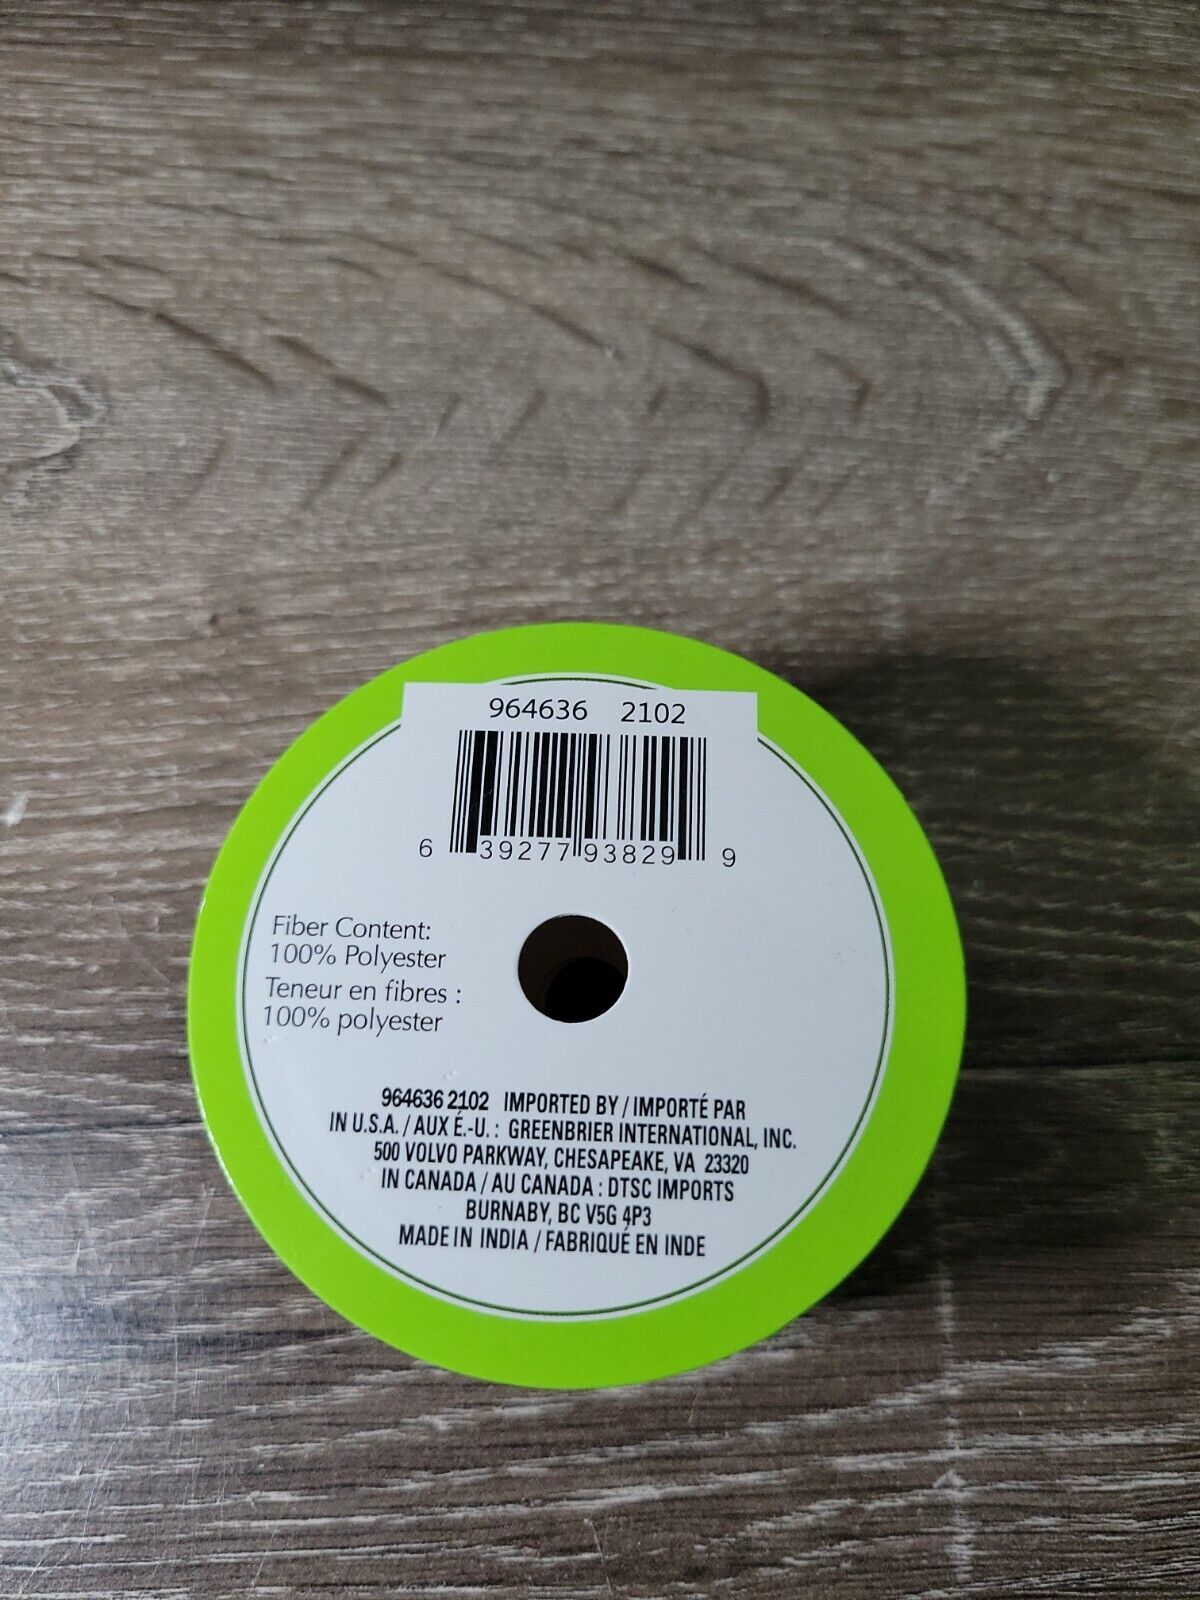 964636 2102
6 39277 93829 9
Fiber Content:
100% Polyester
Teneur en fibres :
100% polyester
964636 2102 IMPORTED BY / IMPORTÉ PAR
IN U.S.A. / AUX É.-U. : GREENBRIER INTERNATIONAL, INC.
500 VOLVO PARKWAY, CHESAPEAKE, VA 23320
IN CANADA / AU CANADA : DTSC IMPORTS
BURNABY, BC V5G 4P3
MADE IN INDIA / FABRIQUÉ EN INDE